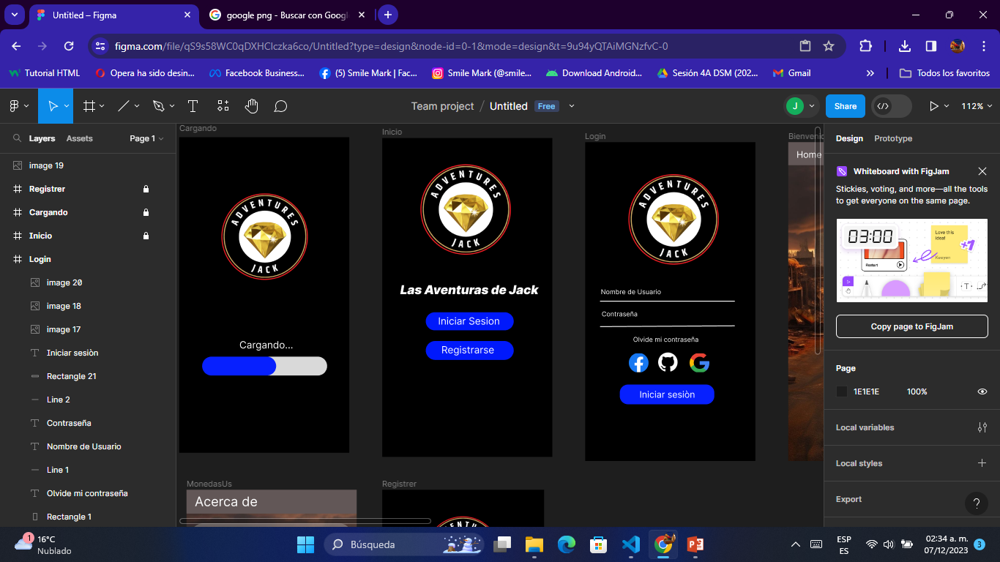 Untitled – Figma
google png - Buscar con Googl
figma.com/file/qS9s58WC0qDXHClczka6co/Untitled?type=design&node-id=0-1&mode=design&t=9u94yQTAiMGNzfvC-0
Tutorial HTML
Opera ha sido desin...
Facebook Business...
(5) Smile Mark | Fac...
Smile Mark (@smile...
Download Android...
Sesión 4A DSM (202...
Gmail
Todos los favoritos
Team project / Untitled
Free
J
Share
112%
Layers
Assets
Page 1
image 19
Registrer
Cargando
Inicio
Login
image 20
image 18
image 17
Iniciar sesiòn
Rectangle 21
Line 2
Contraseña
Nombre de Usuario
Line 1
Olvide mi contraseña
Rectangle 1
Cargando
ADVENTURES
JACK
Cargando...
Inicio
ADVENTURES
JACK
Las Aventuras de Jack
Iniciar Sesion
Registrarse
Login
ADVENTURES
JACK
Nombre de Usuario
Contraseña
Olvide mi contraseña
Iniciar sesiòn
Bienvenid
Home
MonedasUs
Acerca de
Registrer
Design
Prototype
Whiteboard with FigJam
Stickies, voting, and more—all the tools
to get everyone on the same page.
03:00
Love this
idea!
+1
Restart
Copy page to FigJam
Page
1E1E1E
100%
Local variables
Local styles
Export
?
1
16°C
Nublado
Búsqueda
ESP
ES
02:34 a. m.
07/12/2023
3